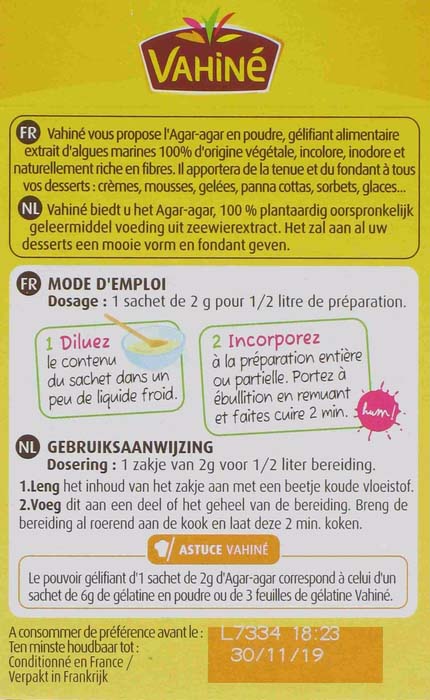 VAHiNé
FR Vahiné vous propose l'Agar-agar en poudre, gélifiant alimentaire
extrait d'algues marines 100% d'origine végétale, incolore, inodore et
naturellement riche en fibres. Il apportera de la tenue et du fondant à tous
vos desserts : crèmes, mousses, gelées, panna cottas, sorbets, glaces...
NL Vahiné biedt u het Agar-agar, 100 % plantaardig oorspronkelijk
geleermiddel voeding uit zeewierextract. Het zal aan al uw
desserts een mooie vorm en fondant geven.
FR MODE D'EMPLOI
Dosage : 1 sachet de 2 g pour 1/2 litre de préparation.
1 Diluez
le contenu
du sachet dans un
peu de liquide froid.
2 Incorporez
à la préparation entière
ou partielle. Portez à
ébullition en remuant
et faites cuire 2 min.
hum!
NL GEBRUIKSAANWIJZING
Dosering : 1 zakje van 2g voor 1/2 liter bereiding.
1.Leng het inhoud van het zakje aan met een beetje koude vloeistof.
2.Voeg dit aan een deel of het geheel van de bereiding. Breng de
bereiding al roerend aan de kook en laat deze 2 min. koken.
ASTUCE VAHINÉ
Le pouvoir gélifiant d'1 sachet de 2g d'Agar-agar correspond à celui d'un
sachet de 6g de gélatine en poudre ou de 3 feuilles de gélatine Vahiné.
A consommer de préférence avant le :
Ten minste houdbaar tot :
Conditionné en France /
Verpakt in Frankrijk
L7334 18:23
30/11/19